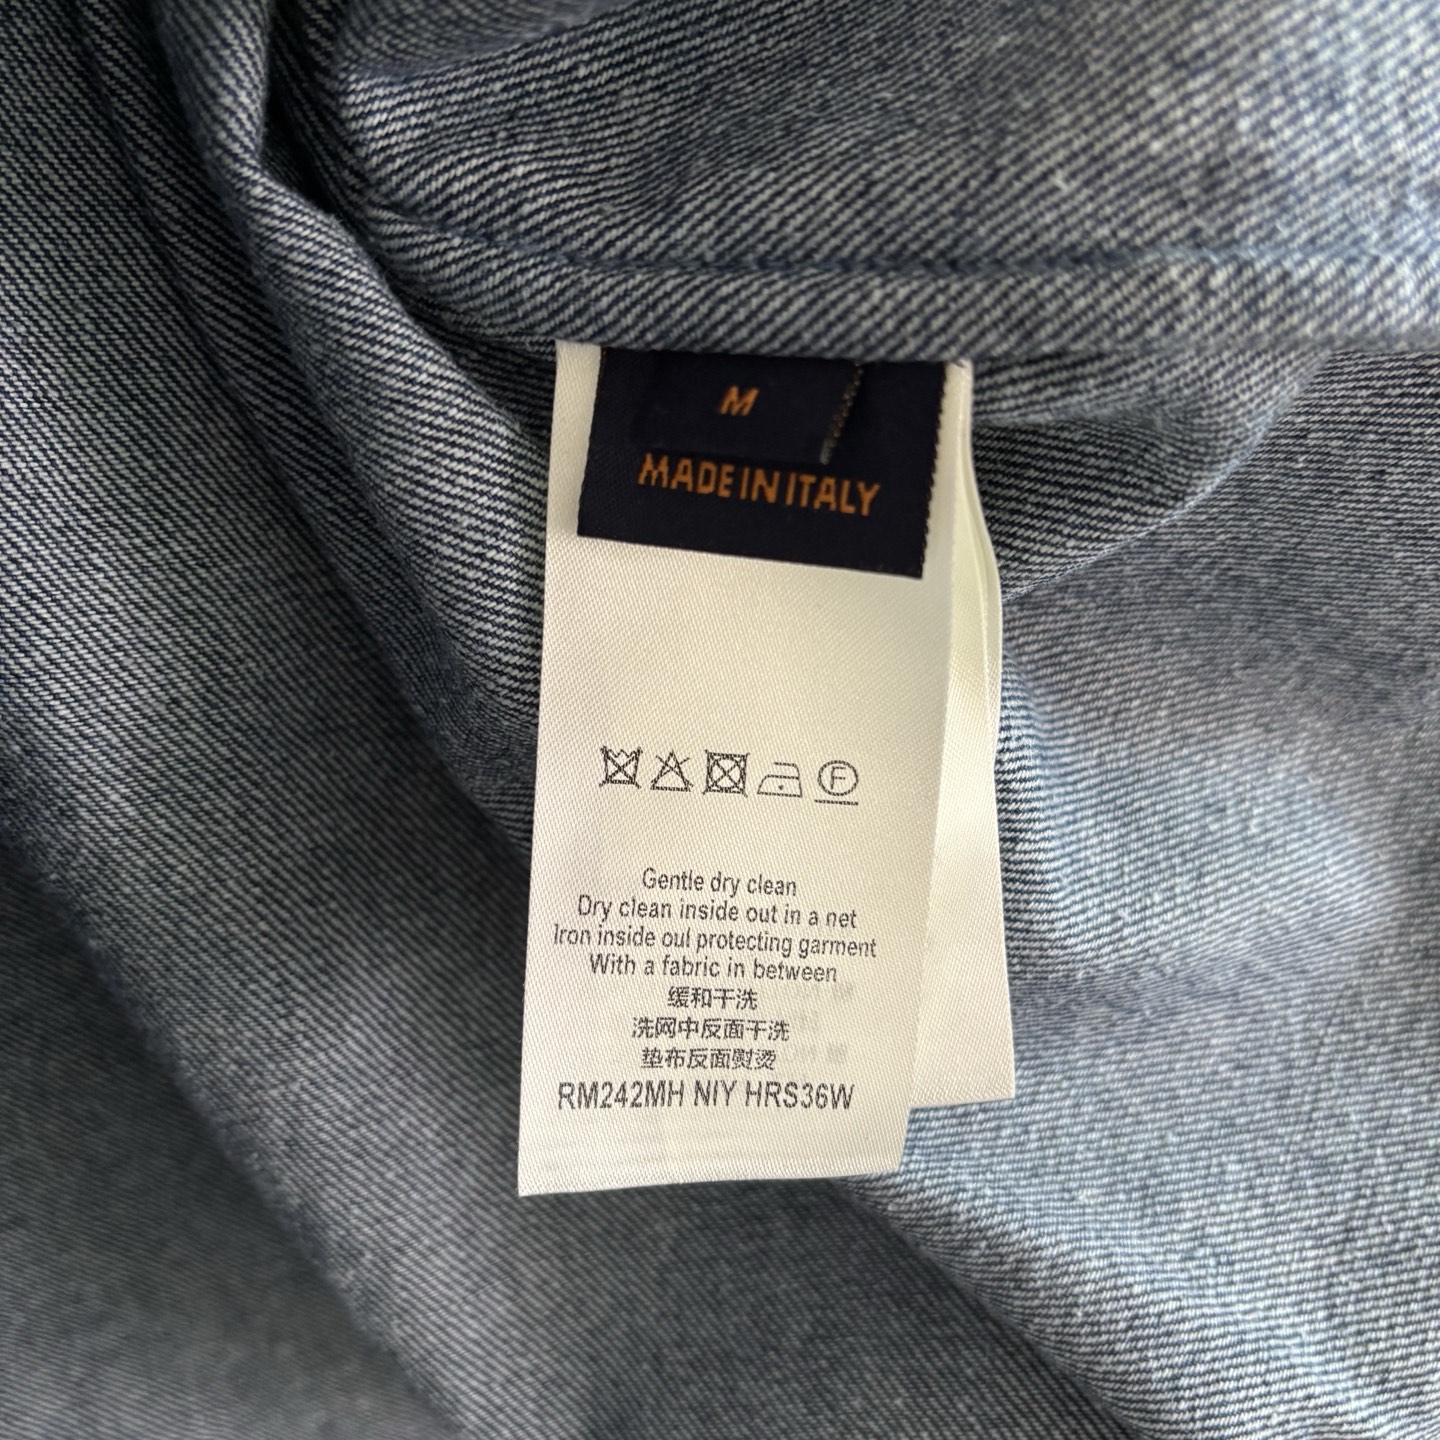 M
MADE IN ITALY
F
Gentle dry clean
Dry clean inside out in a net
Iron inside oul protecting garment
With a fabric in between
缓和干洗
洗网中反面干洗
垫布反面熨烫
RM242MH NIY HRS36W